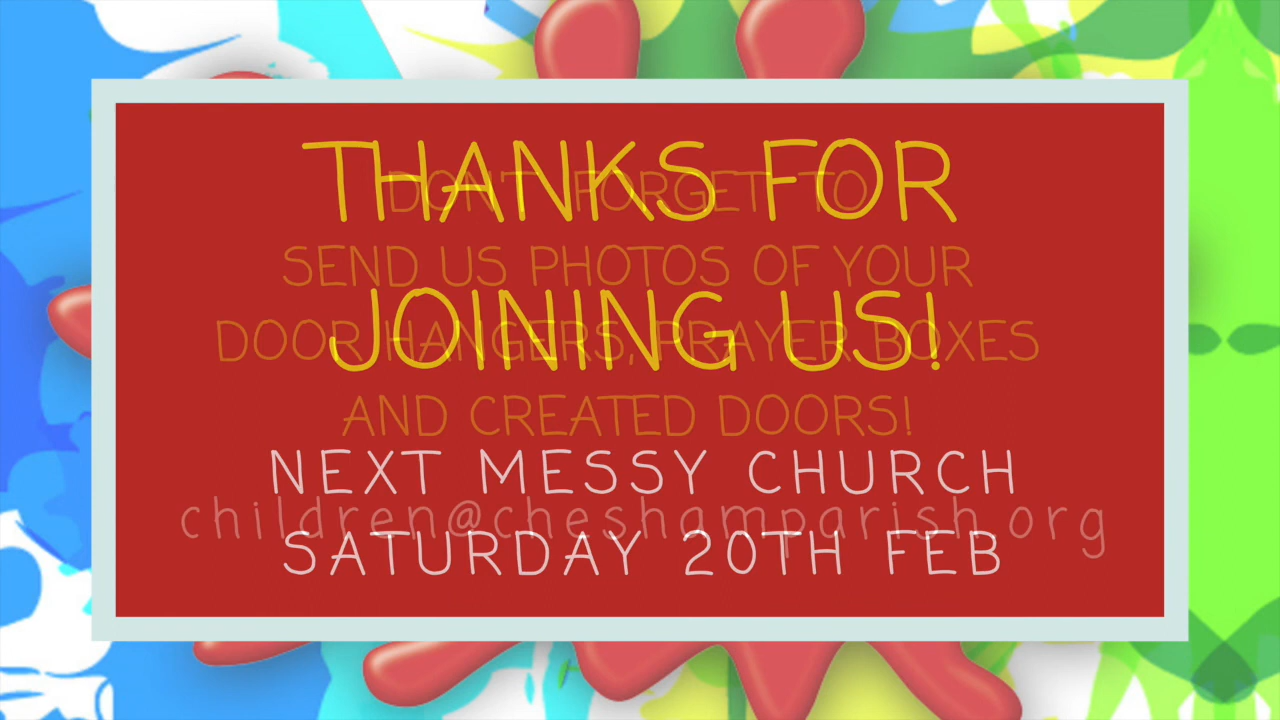 THANKS FOR
JOINING US!
NEXT MESSY CHURCH
SATURDAY 20TH FEB
DON'T FORGET TO
SEND US PHOTOS OF YOUR
DOOR HANGERS, PRAYER BOXES
AND CREATED DOORS!
children@cheshamparish.org